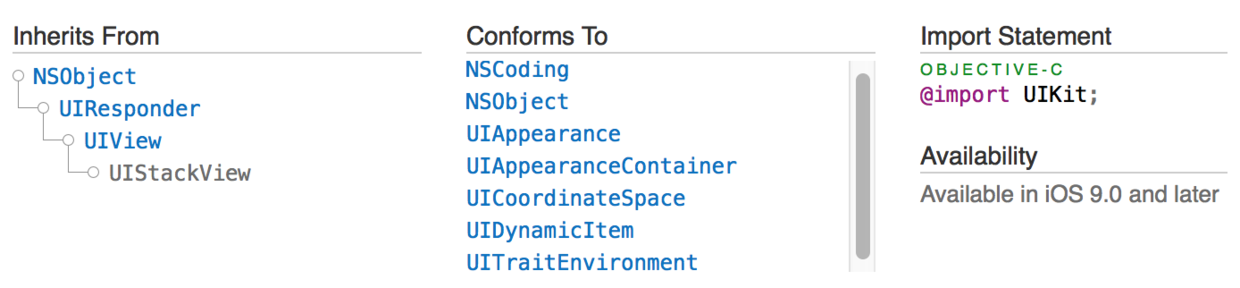 Inherits From
NSObject
UIResponder
UIView
UIStackView
Conforms To
NSCoding
NSObject
UIAppearance
UIAppearanceContainer
UICoordinateSpace
UIDynamicItem
UITraitEnvironment
Import Statement
OBJECTIVE-C
@import UIKit;
Availability
Available in iOS 9.0 and later